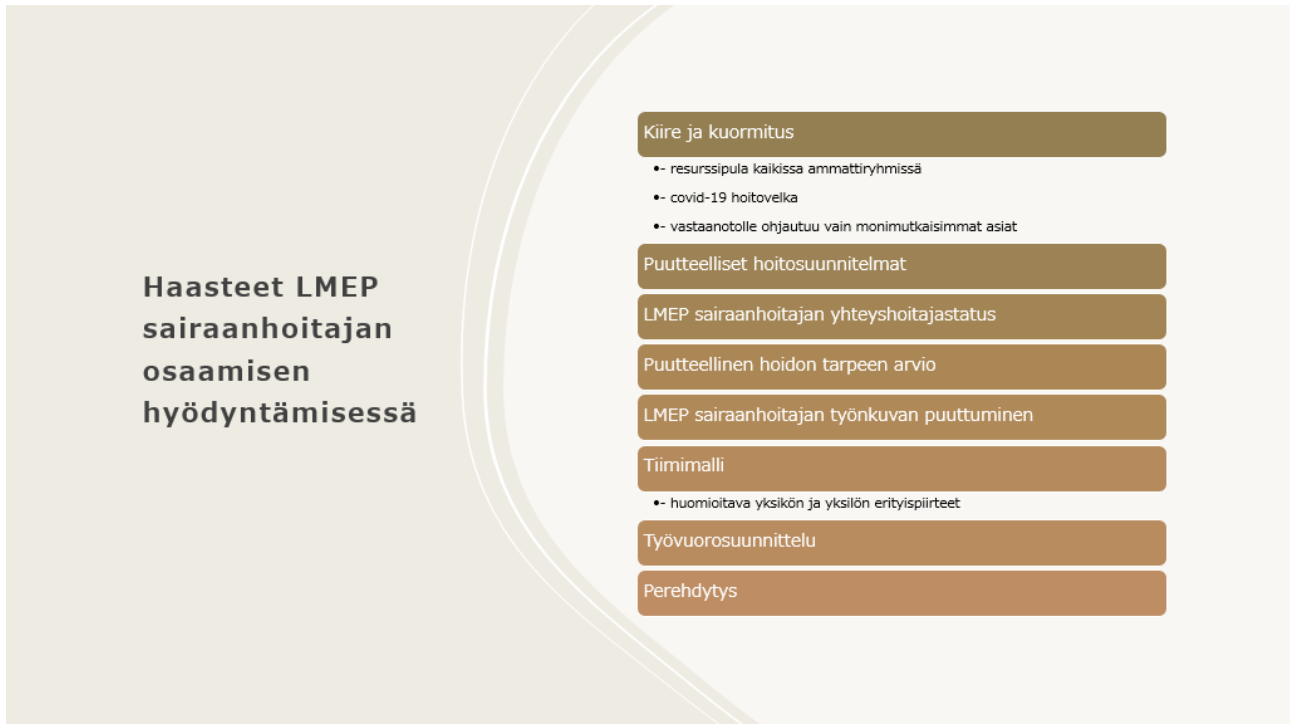 Haasteet LMEP
sairaanhoitajan
osaamisen
hyödyntämisessä
Kiire ja kuormitus
•- resurssipula kaikissa ammattiryhmissä
•- covid-19 hoitovelka
•- vastaanotolle ohjautuu vain monimutkaisimmat asiat
Puutteelliset hoitosuunnitelmat
LMEP sairaanhoitajan yhteyshoitajastatus
Puutteellinen hoidon tarpeen arvio
LMEP sairaanhoitajan työnkuvan puuttuminen
Tiimimalli
•- huomioitava yksikön ja yksilön erityispiirteet
Työvuorosuunnittelu
Perehdytys